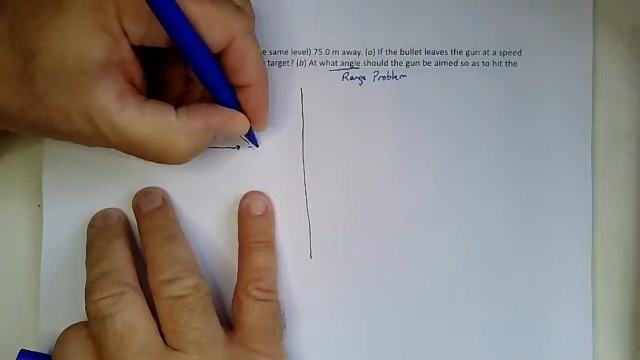 e same level) 75.0 m away. (a) If the bullet leaves the gun at a speed
target? (b) At what angle should the gun be aimed so as to hit the
Range Problem